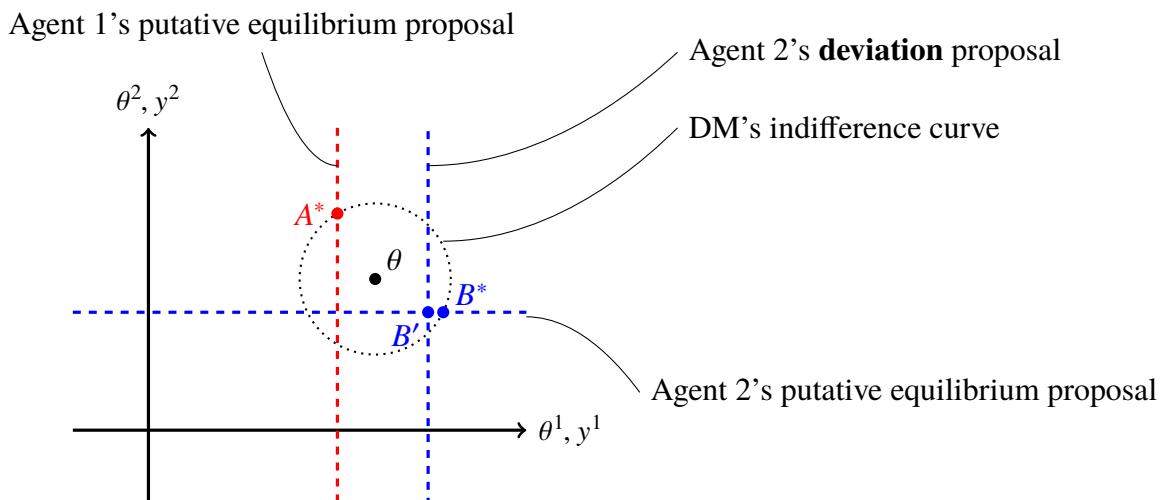 Agent 1's putative equilibrium proposal
Agent 2's deviation proposal
θ², y²
DM's indifference curve
A*
θ
B*
B′
Agent 2's putative equilibrium proposal
θ¹, y¹